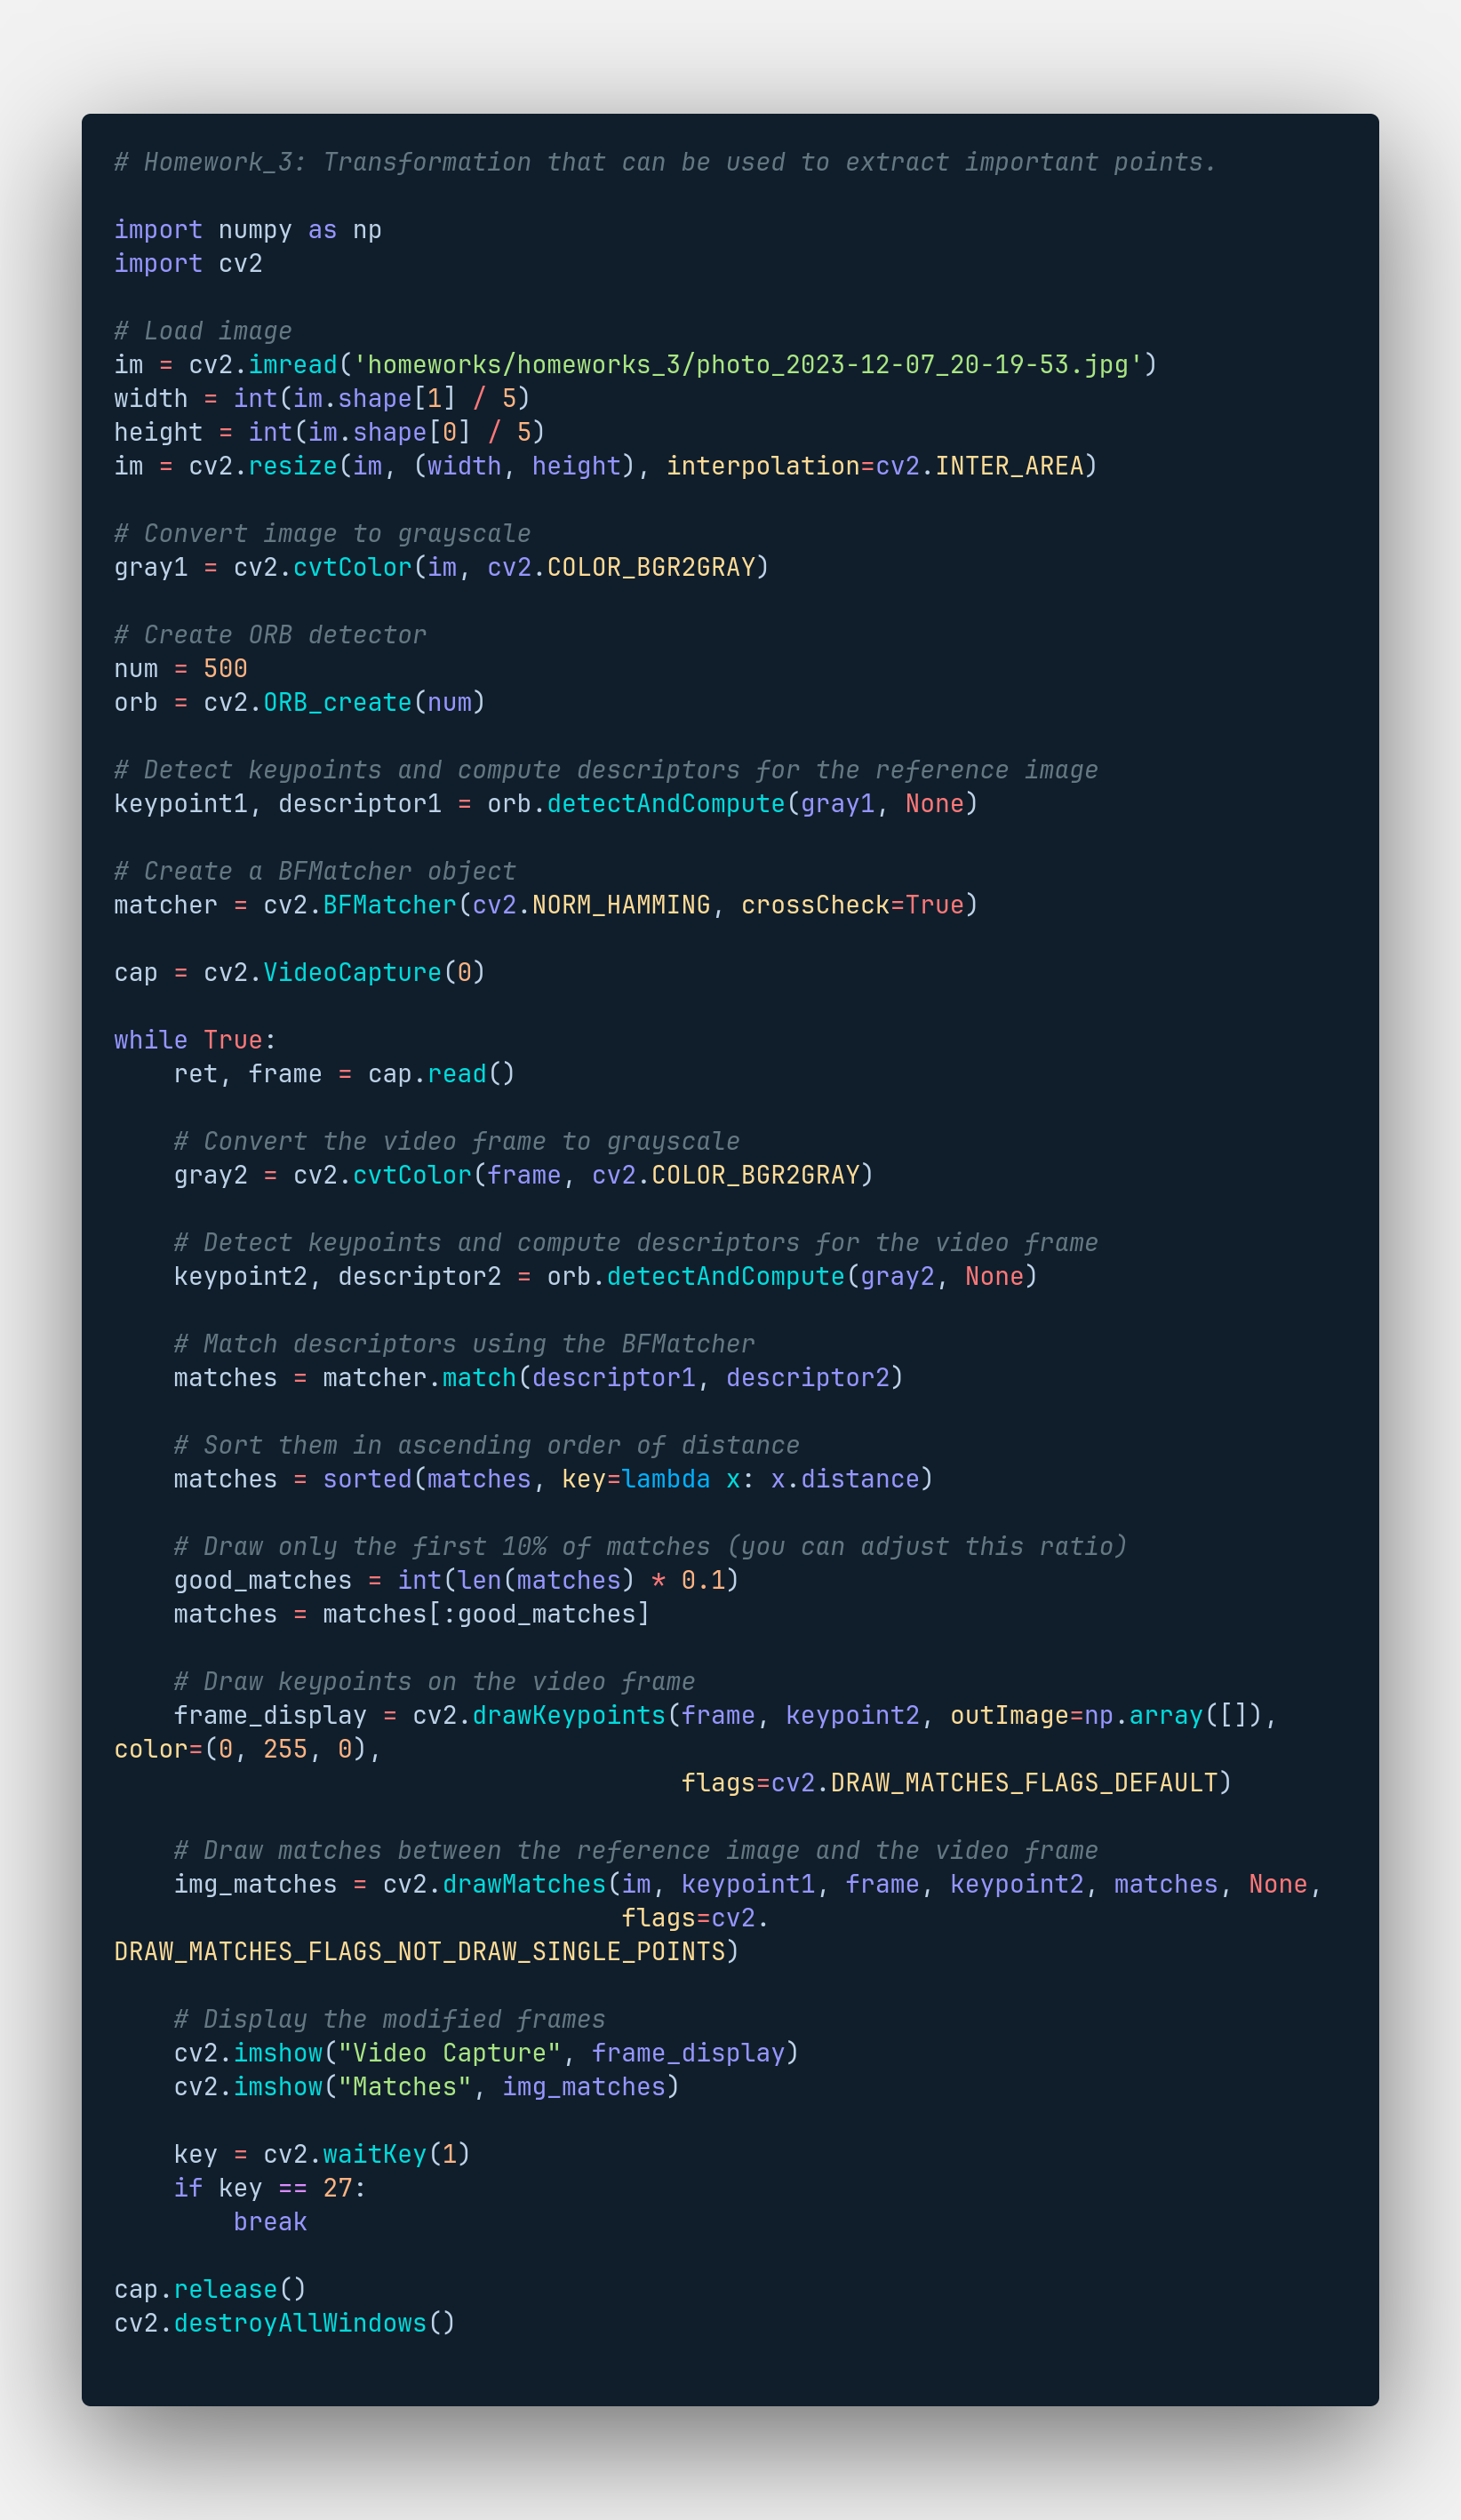 # Homework_3: Transformation that can be used to extract important points.

import numpy as np
import cv2

# Load image
im = cv2.imread('homeworks/homeworks_3/photo_2023-12-07_20-19-53.jpg')
width = int(im.shape[1] / 5)
height = int(im.shape[0] / 5)
im = cv2.resize(im, (width, height), interpolation=cv2.INTER_AREA)

# Convert image to grayscale
gray1 = cv2.cvtColor(im, cv2.COLOR_BGR2GRAY)

# Create ORB detector
num = 500
orb = cv2.ORB_create(num)

# Detect keypoints and compute descriptors for the reference image
keypoint1, descriptor1 = orb.detectAndCompute(gray1, None)

# Create a BFMatcher object
matcher = cv2.BFMatcher(cv2.NORM_HAMMING, crossCheck=True)

cap = cv2.VideoCapture(0)

while True:
    ret, frame = cap.read()

    # Convert the video frame to grayscale
    gray2 = cv2.cvtColor(frame, cv2.COLOR_BGR2GRAY)

    # Detect keypoints and compute descriptors for the video frame
    keypoint2, descriptor2 = orb.detectAndCompute(gray2, None)

    # Match descriptors using the BFMatcher
    matches = matcher.match(descriptor1, descriptor2)

    # Sort them in ascending order of distance
    matches = sorted(matches, key=lambda x: x.distance)

    # Draw only the first 10% of matches (you can adjust this ratio)
    good_matches = int(len(matches) * 0.1)
    matches = matches[:good_matches]

    # Draw keypoints on the video frame
    frame_display = cv2.drawKeypoints(frame, keypoint2, outImage=np.array([]),
color=(0, 255, 0),
                                      flags=cv2.DRAW_MATCHES_FLAGS_DEFAULT)

    # Draw matches between the reference image and the video frame
    img_matches = cv2.drawMatches(im, keypoint1, frame, keypoint2, matches, None,
                                  flags=cv2.
DRAW_MATCHES_FLAGS_NOT_DRAW_SINGLE_POINTS)

    # Display the modified frames
    cv2.imshow("Video Capture", frame_display)
    cv2.imshow("Matches", img_matches)

    key = cv2.waitKey(1)
    if key == 27:
        break

cap.release()
cv2.destroyAllWindows()